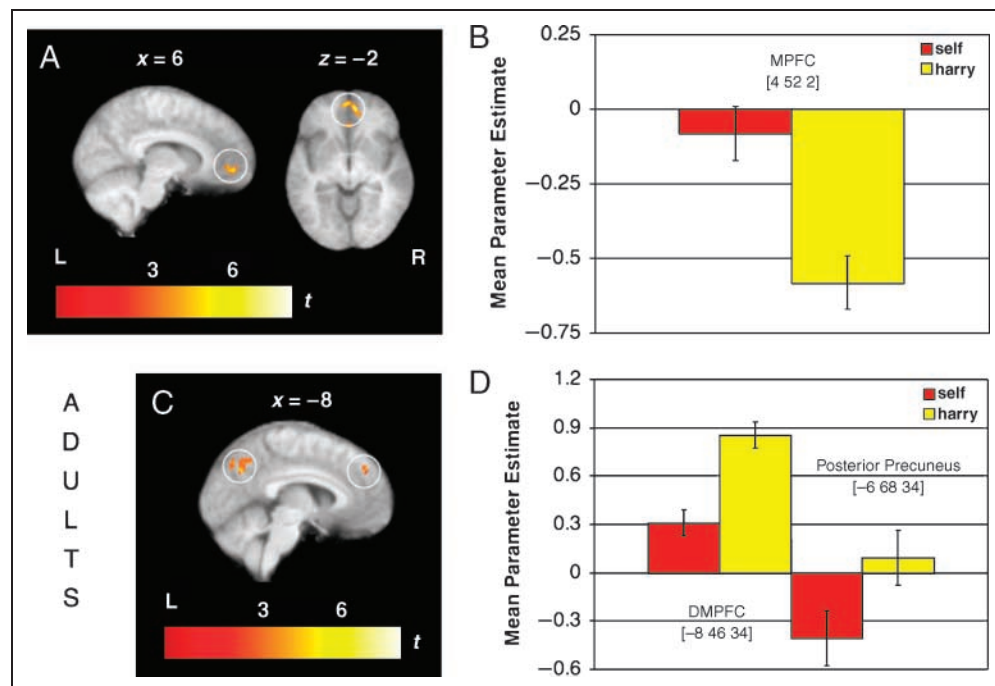 A
x = 6
z = −2
L
R
3
6
t
B
0.25
0
−0.25
−0.5
−0.75
Mean Parameter Estimate
MPFC
[4 52 2]
self
harry
A
D
U
L
T
S
C
x = −8
L
3
6
t
D
1.2
0.9
0.6
0.3
0
−0.3
−0.6
Mean Parameter Estimate
self
harry
Posterior Precuneus
[−6 68 34]
DMPFC
[−8 46 34]